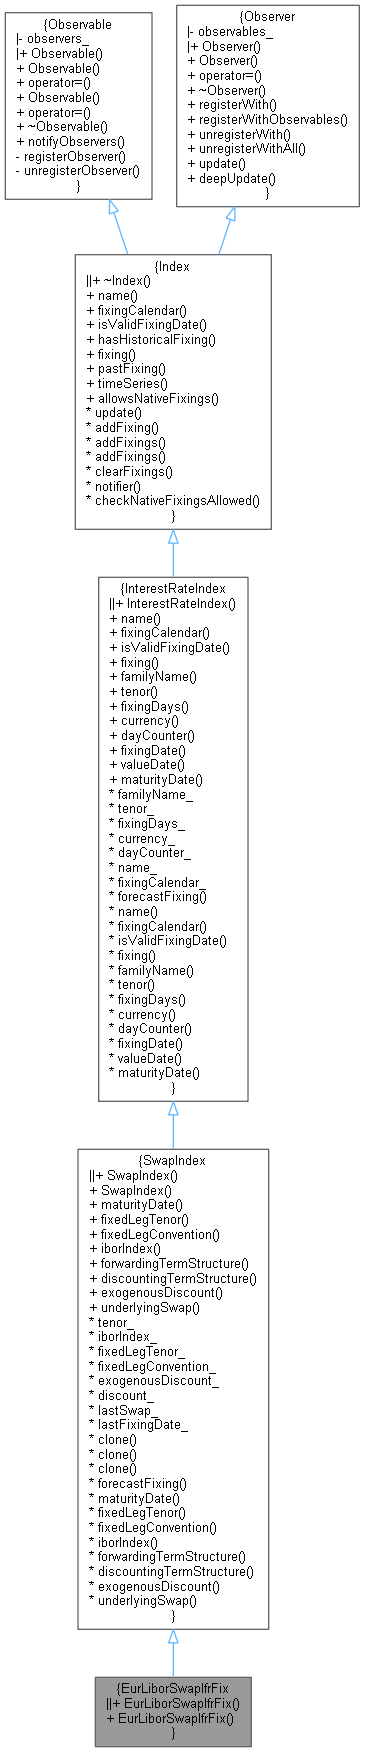 {Observable
|- observers_
|+ Observable()
+ Observable()
+ operator=()
+ Observable()
+ operator=()
+ ~Observable()
+ notifyObservers()
- registerObserver()
- unregisterObserver()
}
{Observer
|- observables_
|+ Observer()
+ Observer()
+ operator=()
+ ~Observer()
+ registerWith()
+ registerWithObservables()
+ unregisterWith()
+ unregisterWithAll()
+ update()
+ deepUpdate()
}
{Index
||+ ~Index()
+ name()
+ fixingCalendar()
+ isValidFixingDate()
+ hasHistoricalFixing()
+ fixing()
+ pastFixing()
+ timeSeries()
+ allowsNativeFixings()
* update()
* addFixing()
* addFixings()
* addFixings()
* clearFixings()
* notifier()
* checkNativeFixingsAllowed()
}
{InterestRateIndex
||+ InterestRateIndex()
+ name()
+ fixingCalendar()
+ isValidFixingDate()
+ fixing()
+ familyName()
+ tenor()
+ fixingDays()
+ currency()
+ dayCounter()
+ fixingDate()
+ valueDate()
+ maturityDate()
* familyName_
* tenor_
* fixingDays_
* currency_
* dayCounter_
* name_
* fixingCalendar_
* forecastFixing()
* name()
* fixingCalendar()
* isValidFixingDate()
* fixing()
* familyName()
* tenor()
* fixingDays()
* currency()
* dayCounter()
* fixingDate()
* valueDate()
* maturityDate()
}
{SwapIndex
||+ SwapIndex()
+ SwapIndex()
+ maturityDate()
+ fixedLegTenor()
+ fixedLegConvention()
+ iborIndex()
+ forwardingTermStructure()
+ discountingTermStructure()
+ exogenousDiscount()
+ underlyingSwap()
* tenor_
* iborIndex_
* fixedLegTenor_
* fixedLegConvention_
* exogenousDiscount_
* discount_
* lastSwap_
* lastFixingDate_
* clone()
* clone()
* clone()
* forecastFixing()
* maturityDate()
* fixedLegTenor()
* fixedLegConvention()
* iborIndex()
* forwardingTermStructure()
* discountingTermStructure()
* exogenousDiscount()
* underlyingSwap()
}
{EurLiborSwapIfrFix
||+ EurLiborSwapIfrFix()
+ EurLiborSwapIfrFix()
}